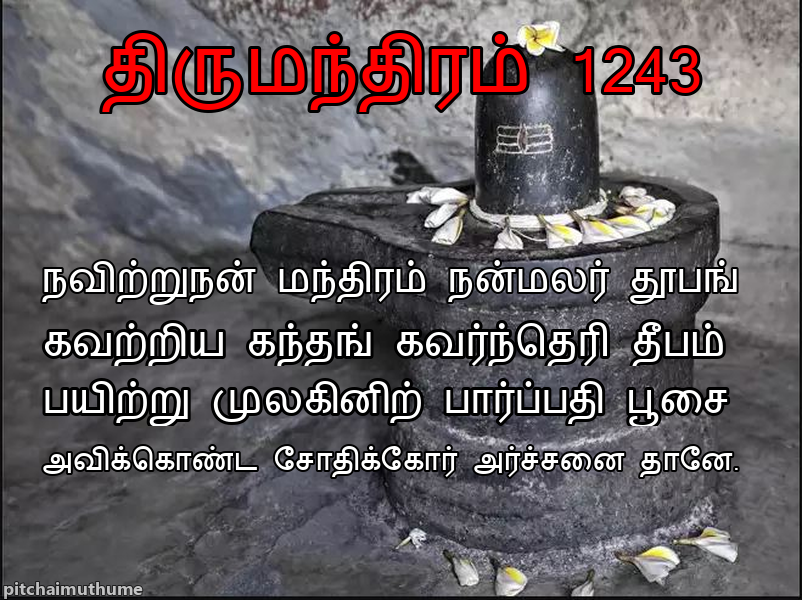 திருமந்திரம் 1243
நவிற்றுநன் மந்திரம் நன்மலர் தூபங்
கவற்றிய கந்தங் கவர்ந்தெரி தீபம்
பயிற்று முலகினிற் பார்ப்பதி பூசை
அவிக்கொண்ட சோதிக்கோர் அர்ச்சனை தானே.
pitchaimuthume